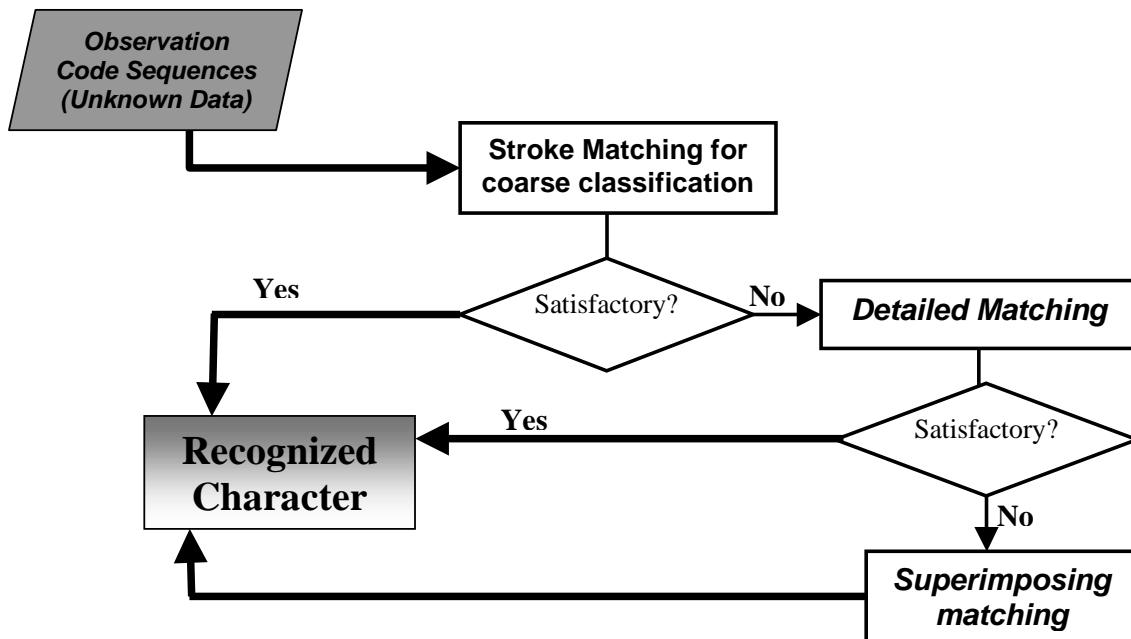 Observation
Code Sequences
(Unknown Data)
Stroke Matching for
coarse classification
Yes
Satisfactory?
No
Detailed Matching
Recognized
Character
Yes
Satisfactory?
No
Superimposing
matching